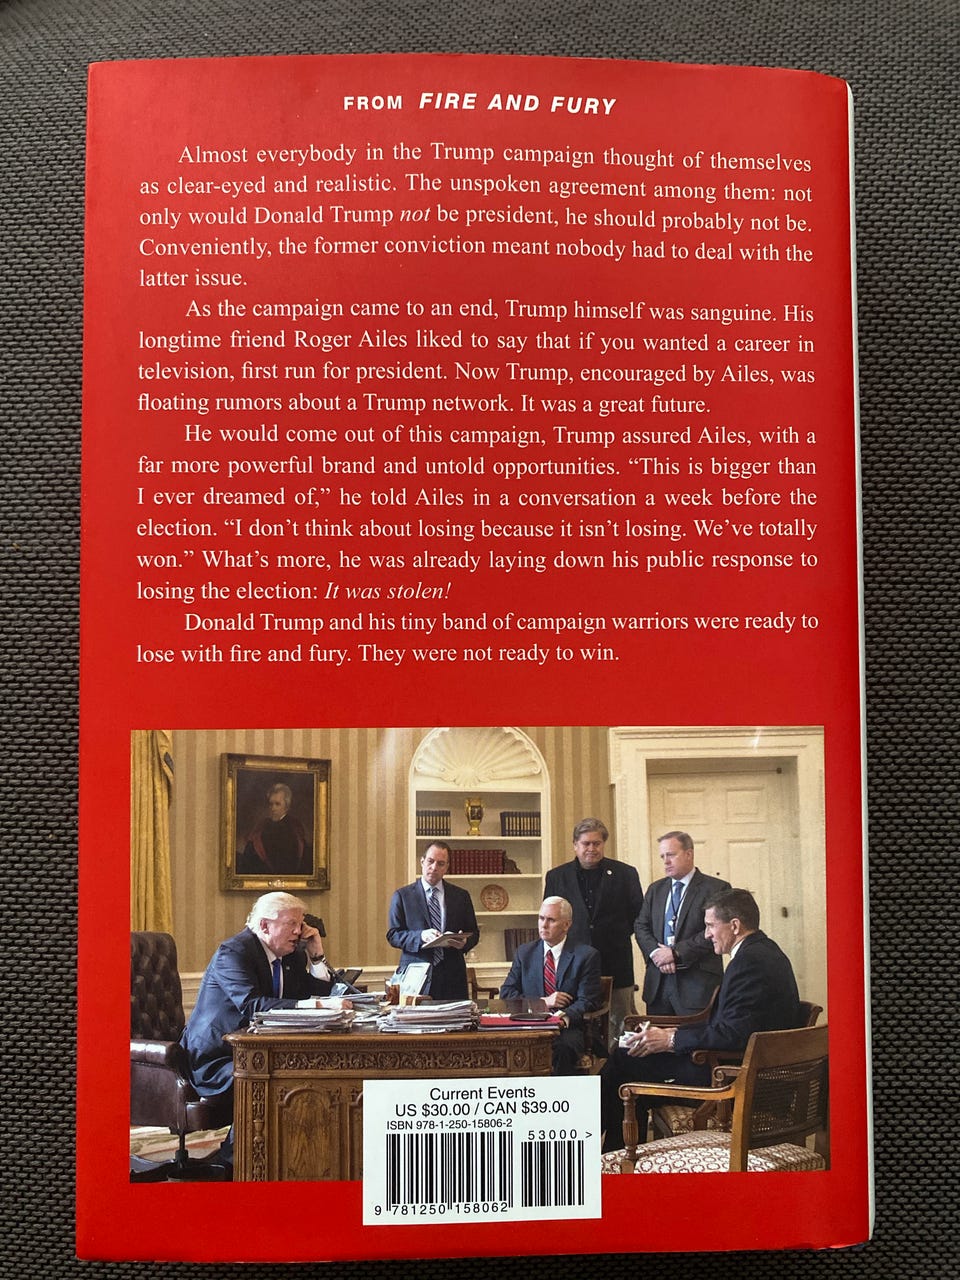 FROM FIRE AND FURY
Almost everybody in the Trump campaign thought of themselves
as clear-eyed and realistic. The unspoken agreement among them: not
only would Donald Trump not be president, he should probably not be.
Conveniently, the former conviction meant nobody had to deal with the
latter issue.
As the campaign came to an end, Trump himself was sanguine. His
longtime friend Roger Ailes liked to say that if you wanted a career in
television, first run for president. Now Trump, encouraged by Ailes, was
floating rumors about a Trump network. It was a great future.
He would come out of this campaign, Trump assured Ailes, with a
far more powerful brand and untold opportunities. “This is bigger than
I ever dreamed of,” he told Ailes in a conversation a week before the
election. “I don’t think about losing because it isn’t losing. We’ve totally
won.” What’s more, he was already laying down his public response to
losing the election: It was stolen!
Donald Trump and his tiny band of campaign warriors were ready to
lose with fire and fury. They were not ready to win.
Current Events
US $30.00 / CAN $39.00
ISBN 978-1-250-15806-2
53000 >
9 781250 158062